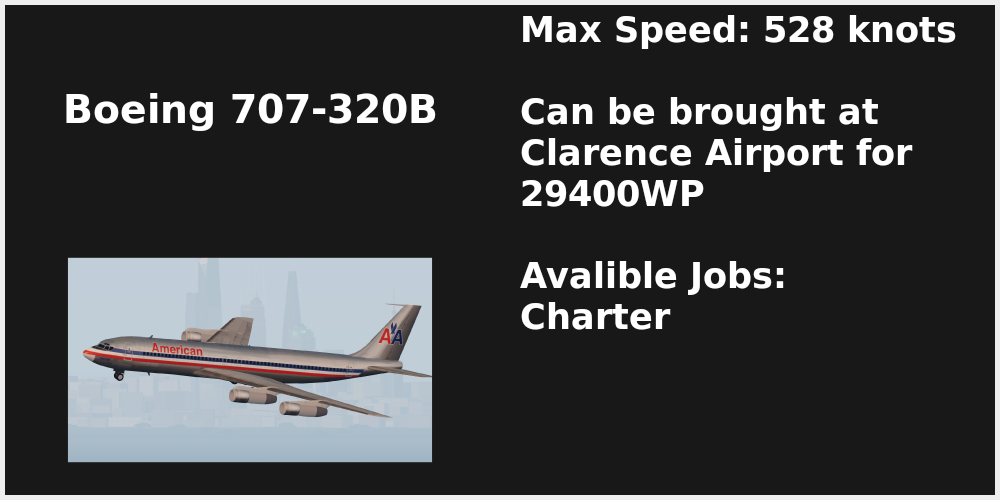 Boeing 707-320B
Max Speed: 528 knots
Can be brought at
Clarence Airport for
29400WP
Avalible Jobs:
Charter
American
AA